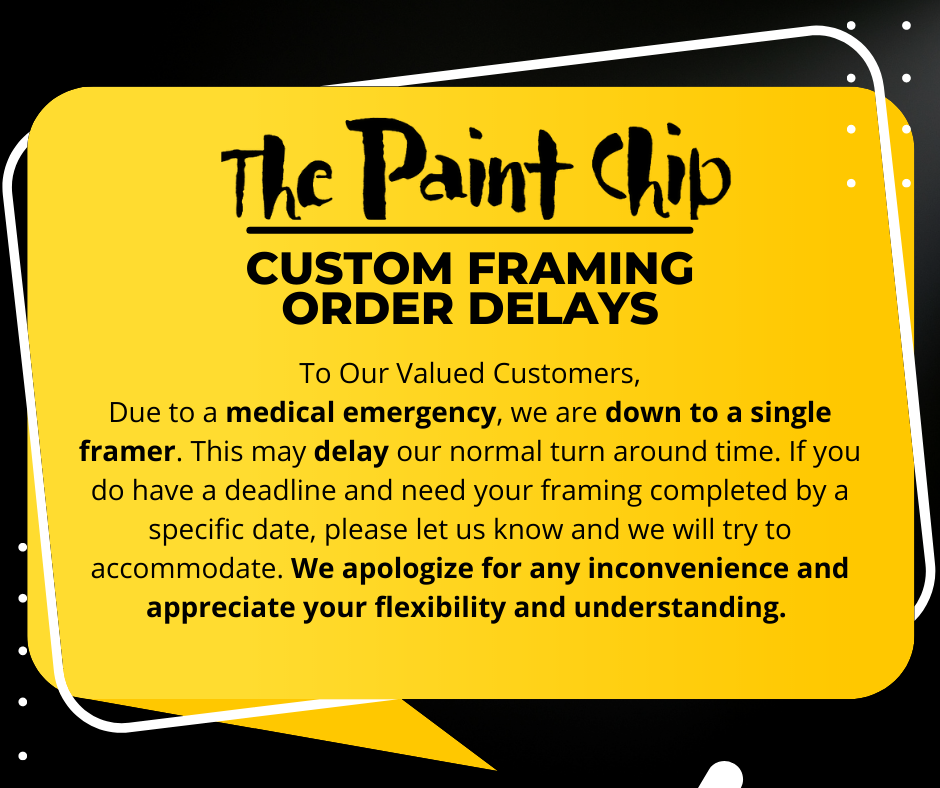 The Paint Chip
CUSTOM FRAMING
ORDER DELAYS
To Our Valued Customers,
Due to a medical emergency, we are down to a single
framer. This may delay our normal turn around time. If you
do have a deadline and need your framing completed by a
specific date, please let us know and we will try to
accommodate. We apologize for any inconvenience and
appreciate your flexibility and understanding.